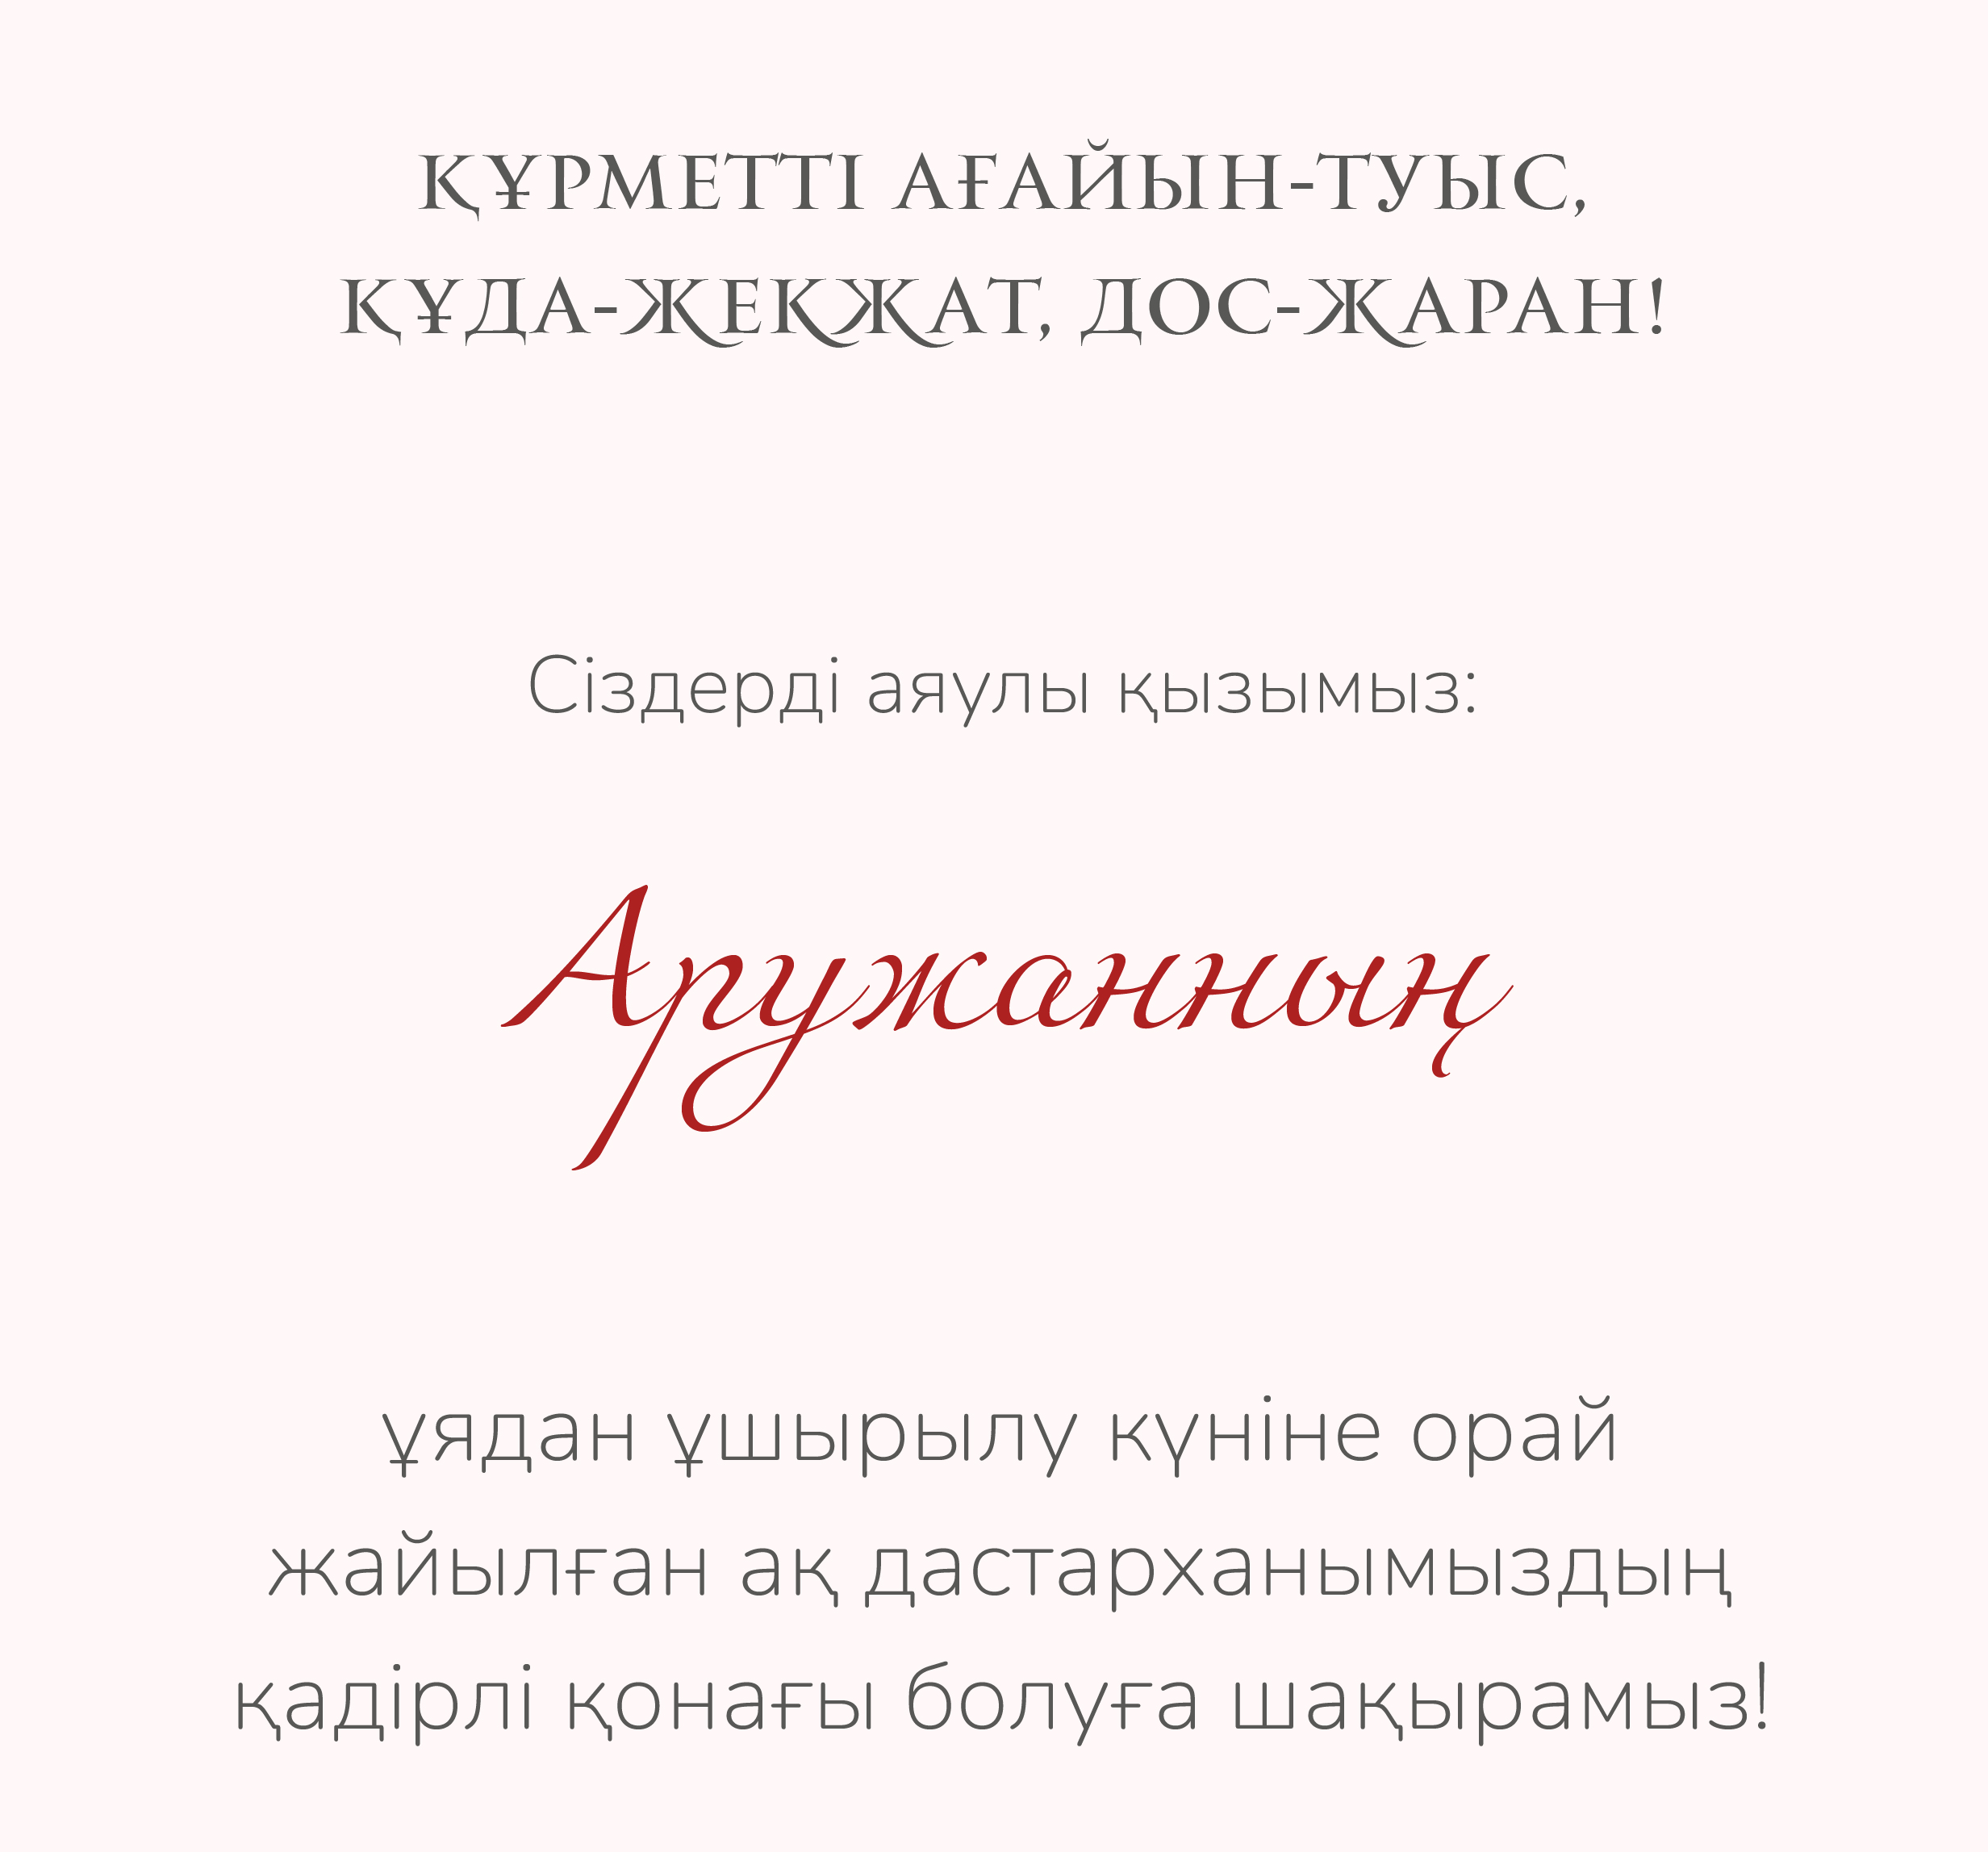 ҚҰРМЕТТІ АҒАЙЫН-ТУЫС,
ҚҰДА-ЖЕКЖАТ, ДОС-ЖАРАН!
Сіздерді аяулы қызымыз:
Аружанның
ұядан ұшырылу күніне орай
жайылған ақ дастарханымыздың
қадірлі қонағы болуға шақырамыз!